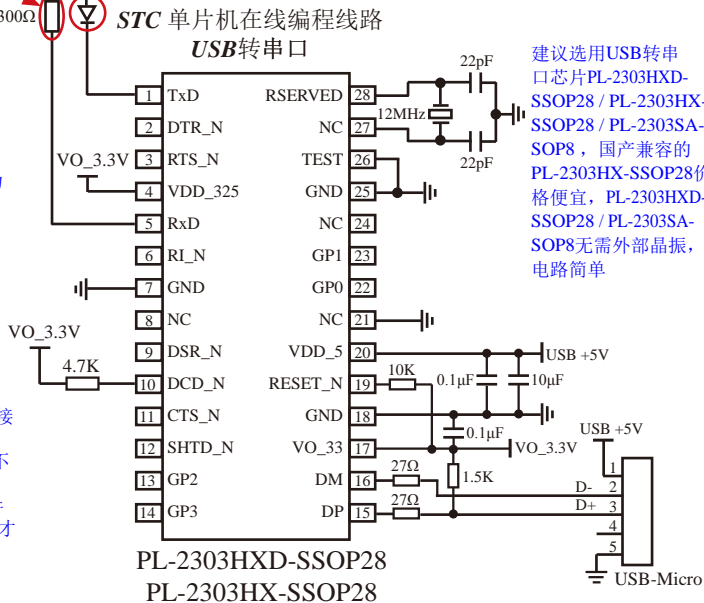 300Ω
STC 单片机在线编程线路
USB转串口
建议选用USB转串
口芯片PL-2303HXD-
SSOP28 / PL-2303HX-
SSOP28 / PL-2303SA-
SOP8 ，国产兼容的
PL-2303HX-SSOP28价
格便宜，PL-2303HXD-
SSOP28 / PL-2303SA-
SOP8无需外部晶振，
电路简单
22pF
12MHz
22pF
1 TxD
2 DTR_N
VO_3.3V
3 RTS_N
4 VDD_325
5 RxD
6 RI_N
7 GND
8 NC
VO_3.3V
9 DSR_N
4.7K
10 DCD_N
11 CTS_N
12 SHTD_N
13 GP2
14 GP3
RSERVED 28
NC 27
TEST 26
GND 25
NC 24
GP1 23
GP0 22
NC 21
VDD_5 20
RESET_N 19
GND 18
VO_33 17
DM 16
DP 15
USB +5V
10K
0.1μF
10μF
0.1μF
VO_3.3V
1.5K
27Ω
27Ω
USB +5V
D-
D+
1
2
3
4
5
USB-Micro
接
不
才
PL-2303HXD-SSOP28
PL-2303HX-SSOP28